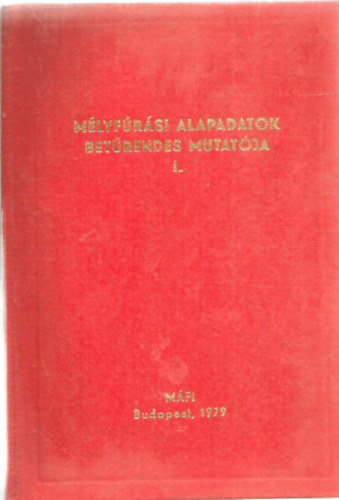 MÉLYFÚRÁSI ALAPADATOK
BETŰRENDES MUTATÓJA
I.
MÁFI
Budapest, 1979